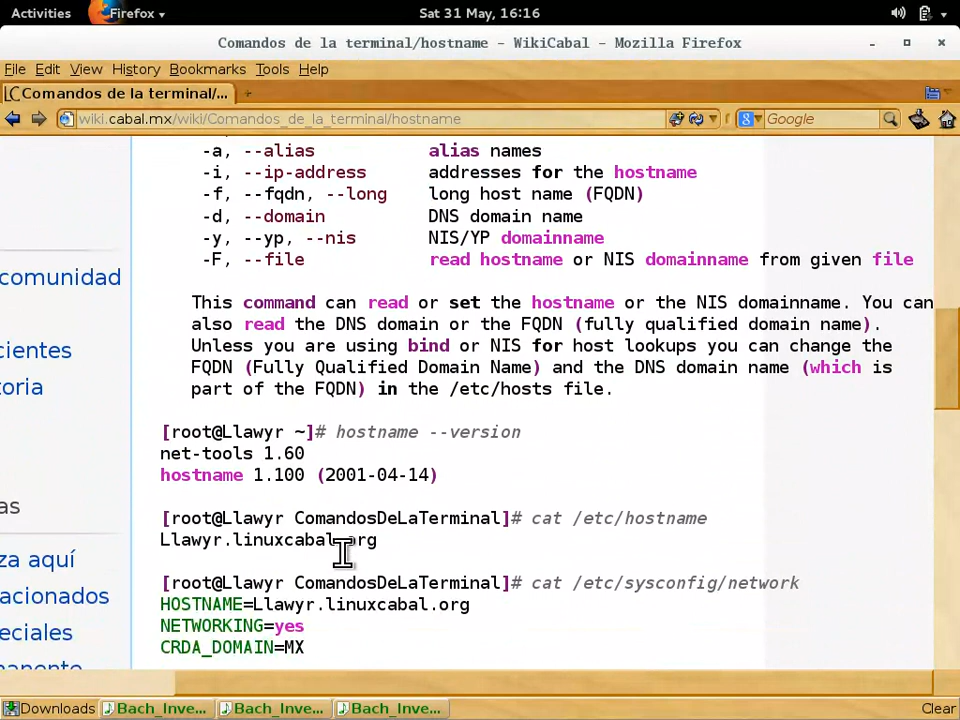 Activities Firefox Sat 31 May, 16:16
Comandos de la terminal/hostname - WikiCabal - Mozilla Firefox
File Edit View History Bookmarks Tools Help
Comandos de la terminal/...
wiki.cabal.mx/wiki/Comandos_de_la_terminal/hostname Google
-a, --alias alias names
-i, --ip-address addresses for the hostname
-f, --fqdn, --long long host name (FQDN)
-d, --domain DNS domain name
-y, --yp, --nis NIS/YP domainname
-F, --file read hostname or NIS domainname from given file
This command can read or set the hostname or the NIS domainname. You can
also read the DNS domain or the FQDN (fully qualified domain name).
Unless you are using bind or NIS for host lookups you can change the
FQDN (Fully Qualified Domain Name) and the DNS domain name (which is
part of the FQDN) in the /etc/hosts file.
[root@Llawyr ~]# hostname --version
net-tools 1.60
hostname 1.100 (2001-04-14)
[root@Llawyr ComandosDeLaTerminal]# cat /etc/hostname
Llawyr.linuxcabal.org
[root@Llawyr ComandosDeLaTerminal]# cat /etc/sysconfig/network
HOSTNAME=Llawyr.linuxcabal.org
NETWORKING=yes
CRDA_DOMAIN=MX
comunidad
cientes
toria
as
za aquí
acionados
eciales
Downloads Bach_Inve... Bach_Inve... Bach_Inve... Clear